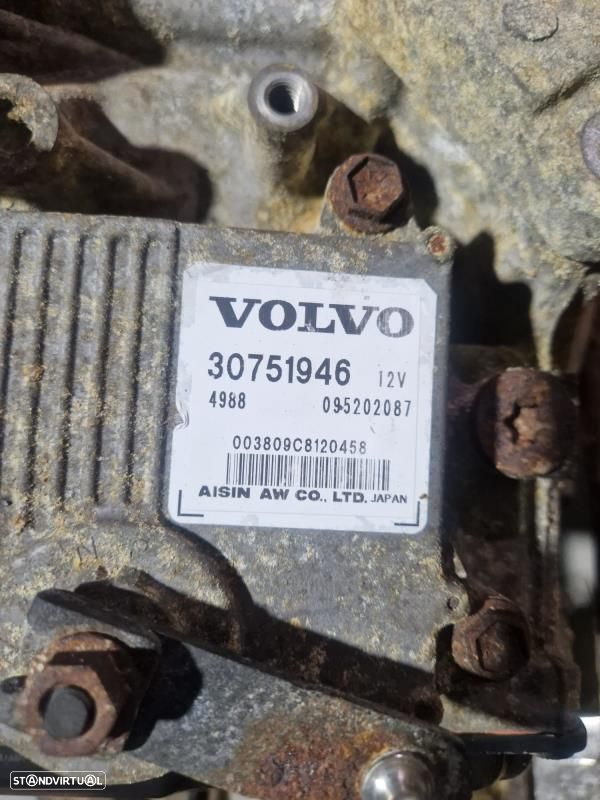 VOLVO
30751946 12V
4988 095202087
003809C8120458
AISIN AW CO., LTD. JAPAN
N
STANDVIRTUAL